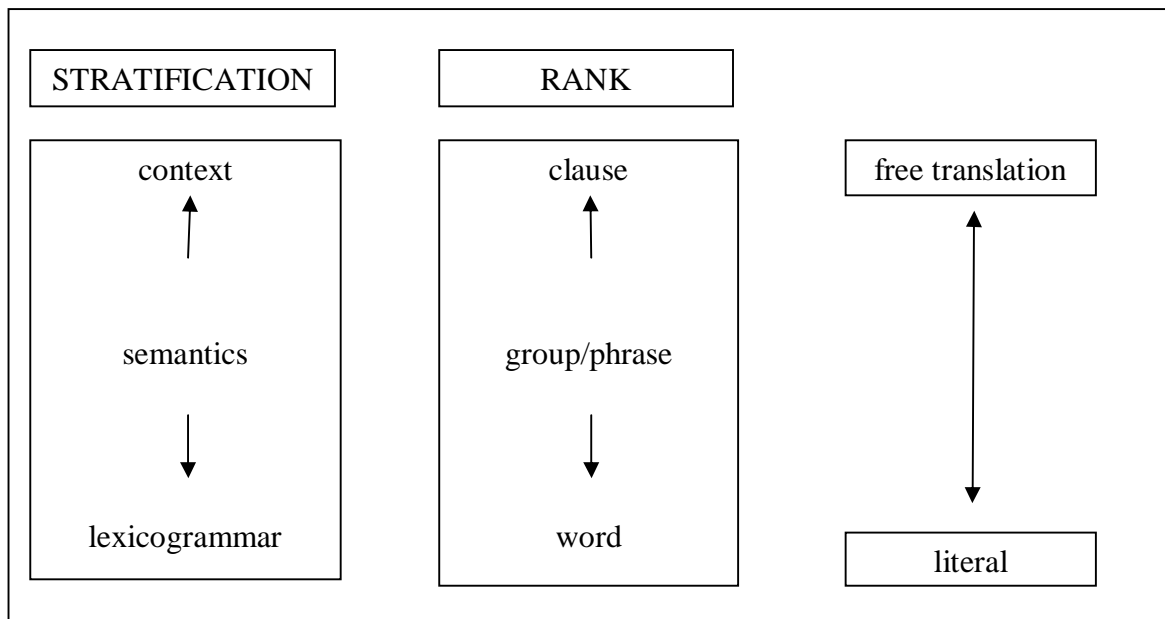 STRATIFICATION
RANK
context
clause
free translation
semantics
group/phrase
lexicogrammar
word
literal